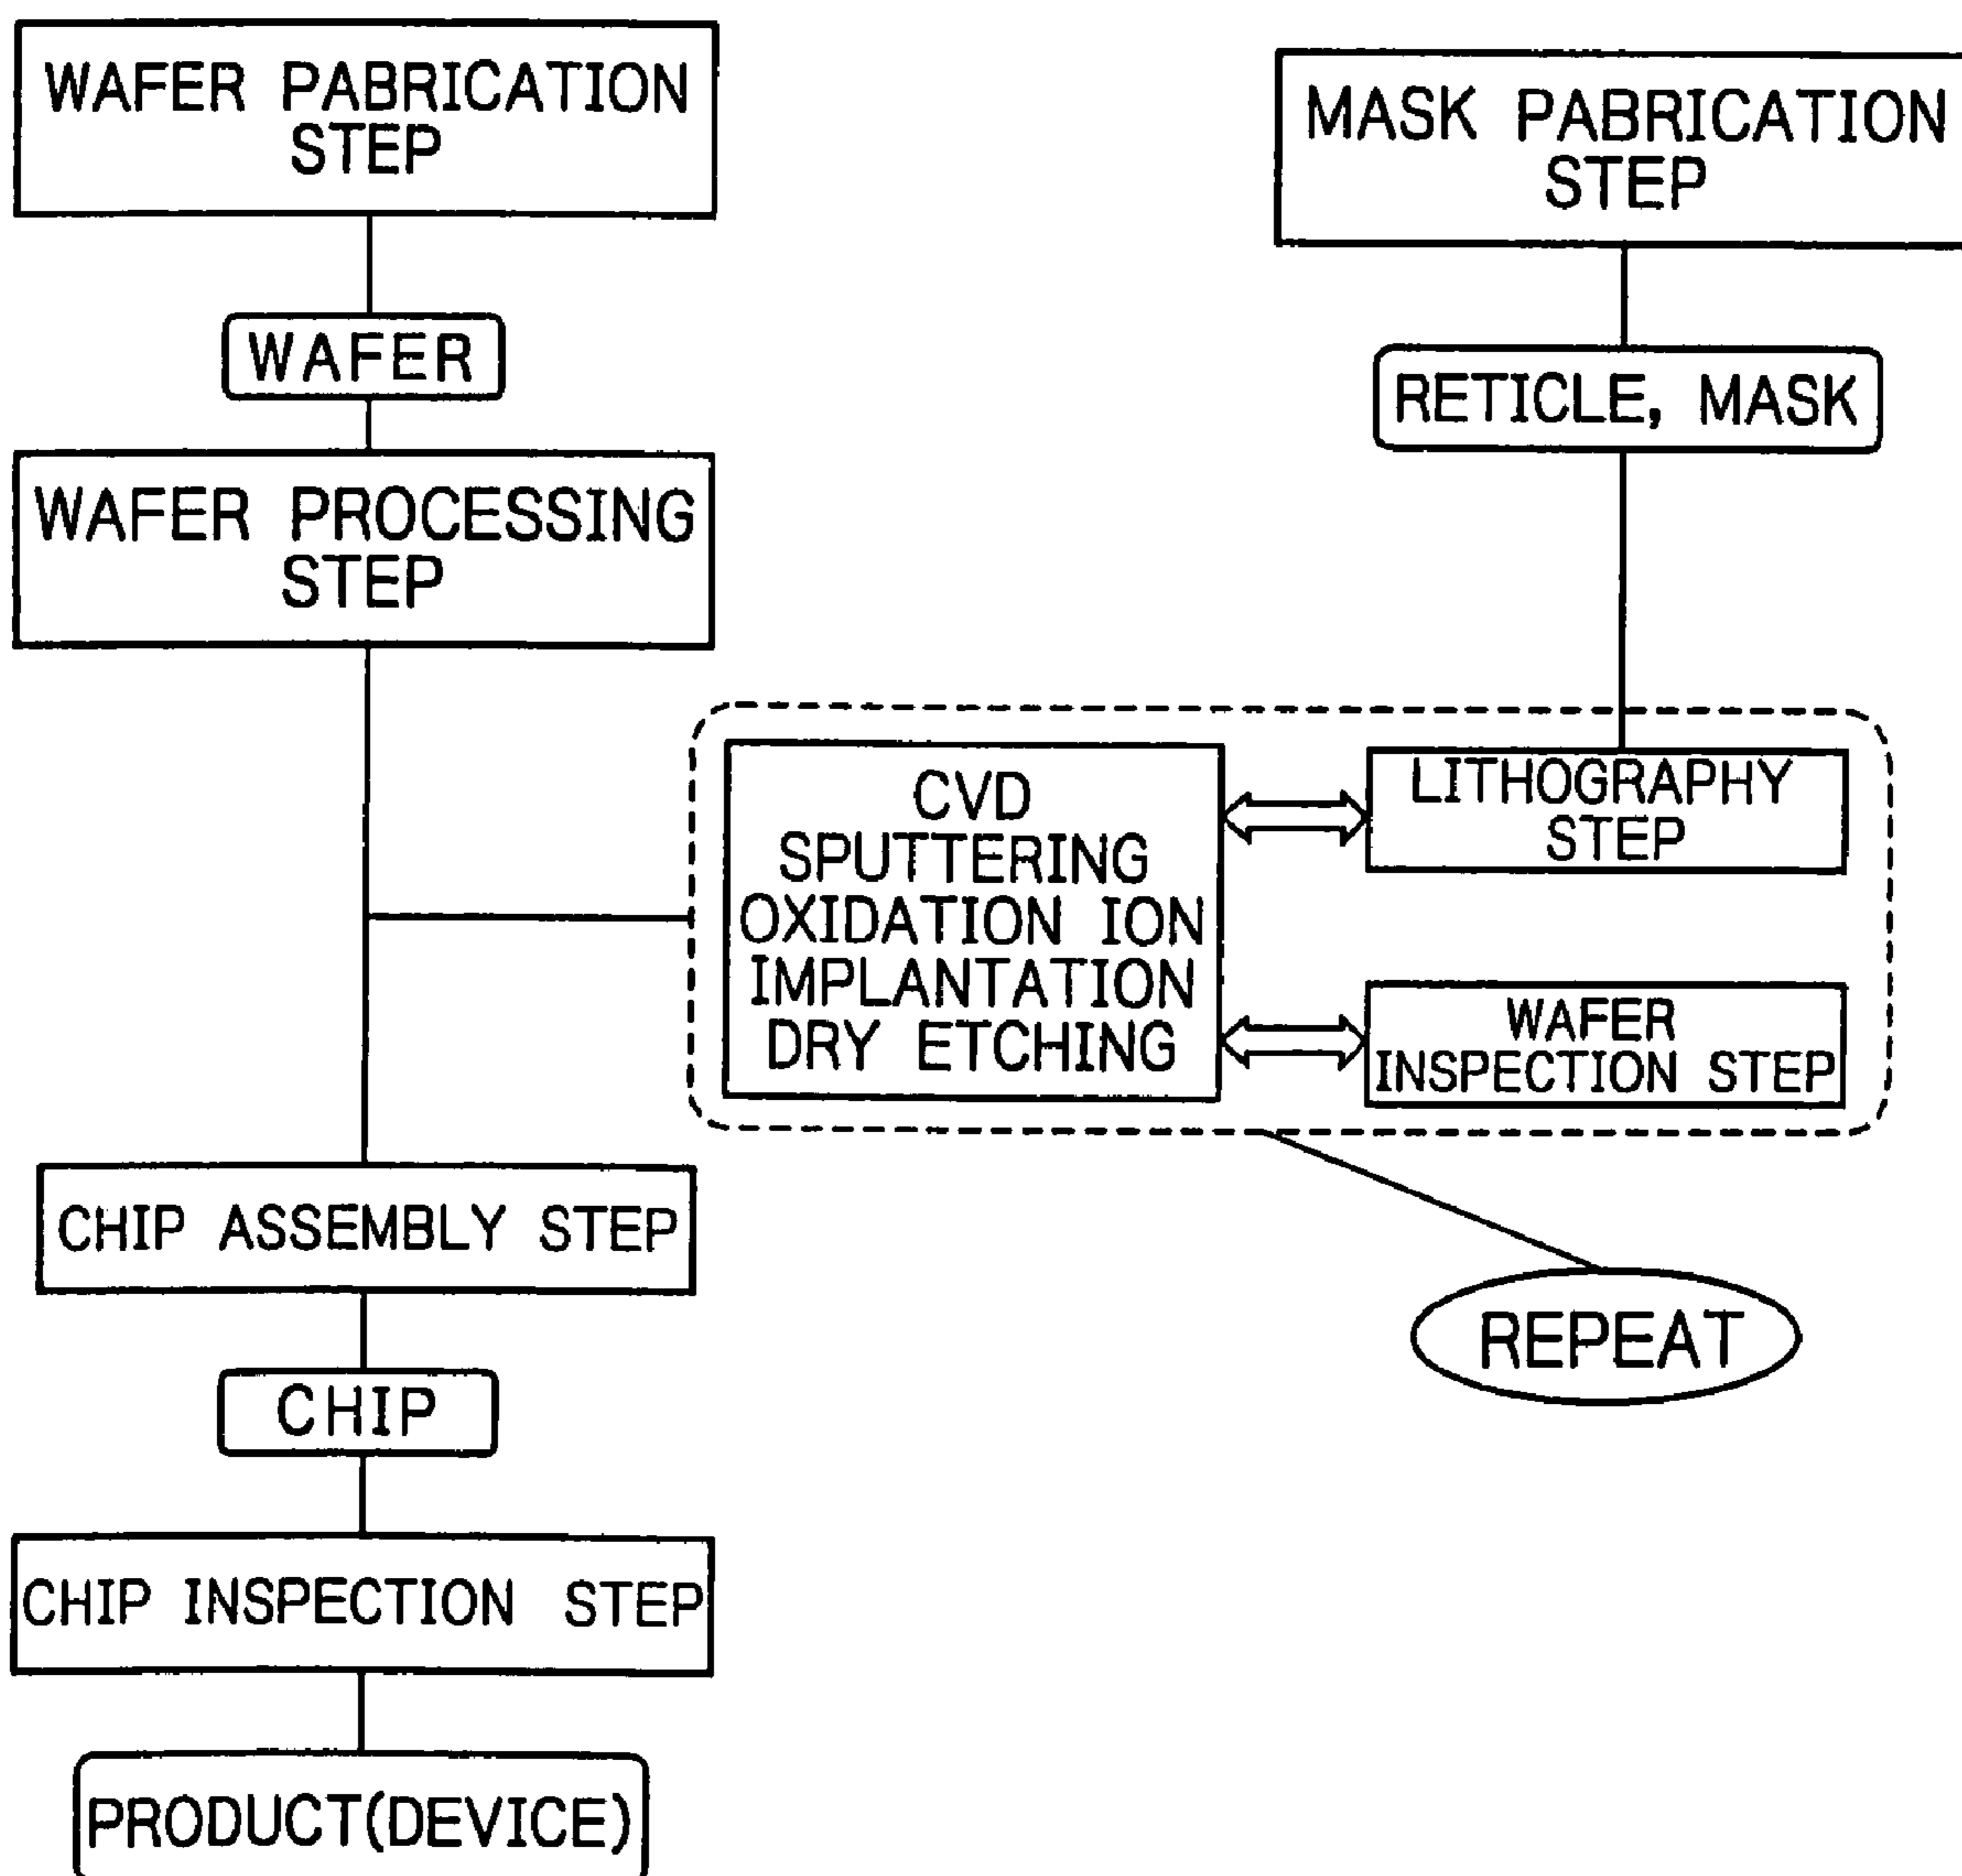 WAFER PABRICATION
STEP
WAFER
WAFER PROCESSING
STEP
MASK PABRICATION
STEP
RETICLE, MASK
CVD
SPUTTERING
OXIDATION ION
IMPLANTATION
DRY ETCHING
LITHOGRAPHY
STEP
WAFER
INSPECTION STEP
REPEAT
CHIP ASSEMBLY STEP
CHIP
CHIP INSPECTION STEP
PRODUCT(DEVICE)